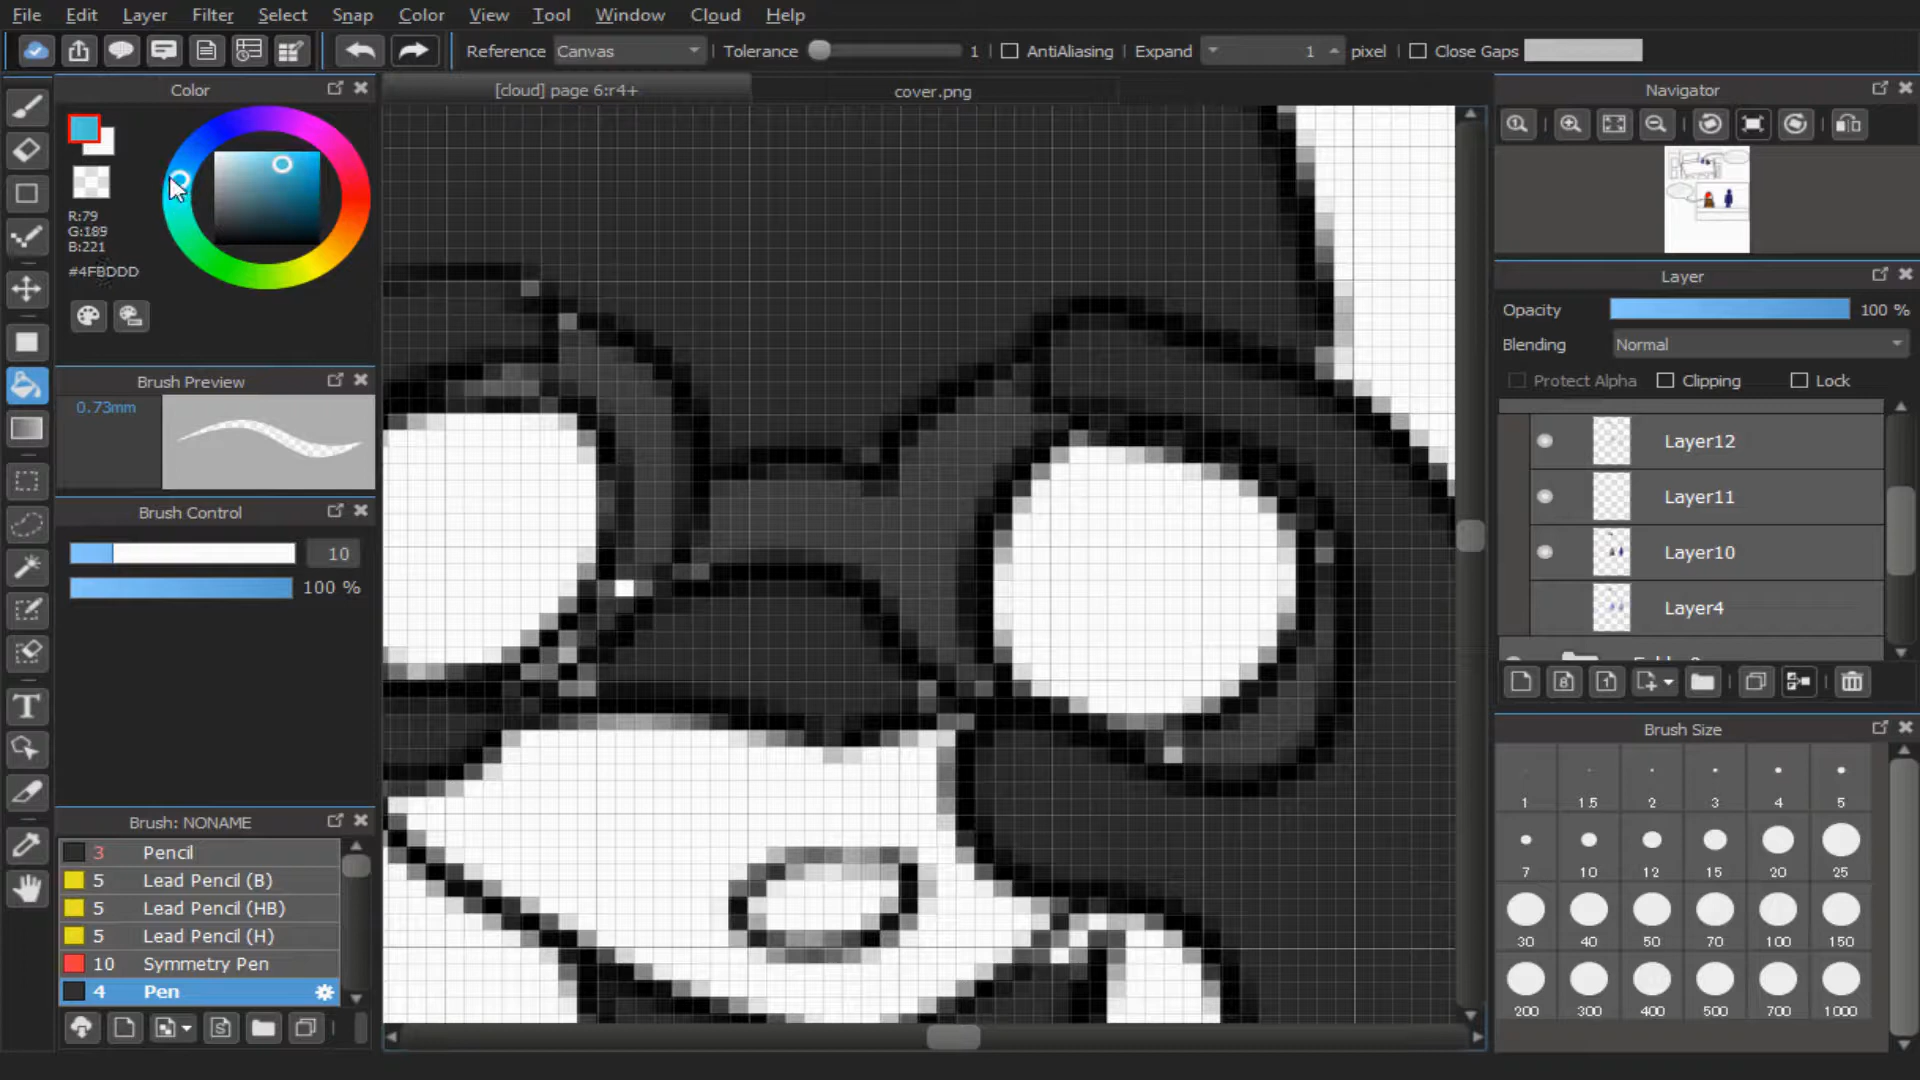 File Edit Layer Filter Select Snap Color View Tool Window Cloud Help
Reference Canvas Tolerance 1 AntiAliasing Expand 1 pixel Close Gaps
Color
[cloud] page 6:r4+
cover.png
Navigator
R:79
G:189
B:221
#4FBDDD
Layer
Opacity 100 %
Blending Normal
Protect Alpha Clipping Lock
Brush Preview
0.73mm
Layer12
Layer11
Layer10
Layer4
Brush Control
10
100 %
Brush Size
1 1.5 2 3 4 5
7 10 12 15 20 25
30 40 50 70 100 150
200 300 400 500 700 1000
Brush: NONAME
3 Pencil
5 Lead Pencil (B)
5 Lead Pencil (HB)
5 Lead Pencil (H)
10 Symmetry Pen
4 Pen